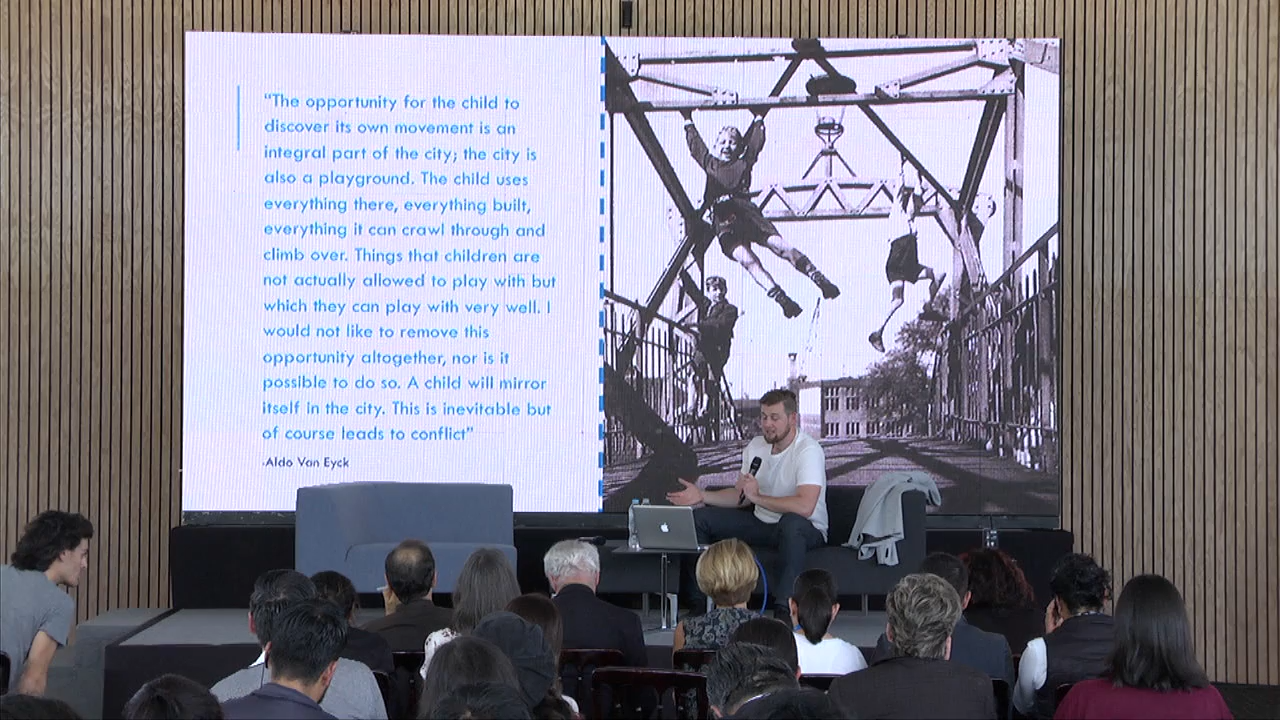 "The opportunity for the child to
discover its own movement is an
integral part of the city; the city is
also a playground. The child uses
everything there, everything built,
everything it can crawl through and
climb over. Things that children are
not actually allowed to play with but
which they can play with very well. I
would not like to remove this
opportunity altogether, nor is it
possible to do so. A child will mirror
itself in the city. This is inevitable but
of course leads to conflict"
-Aldo Van Eyck